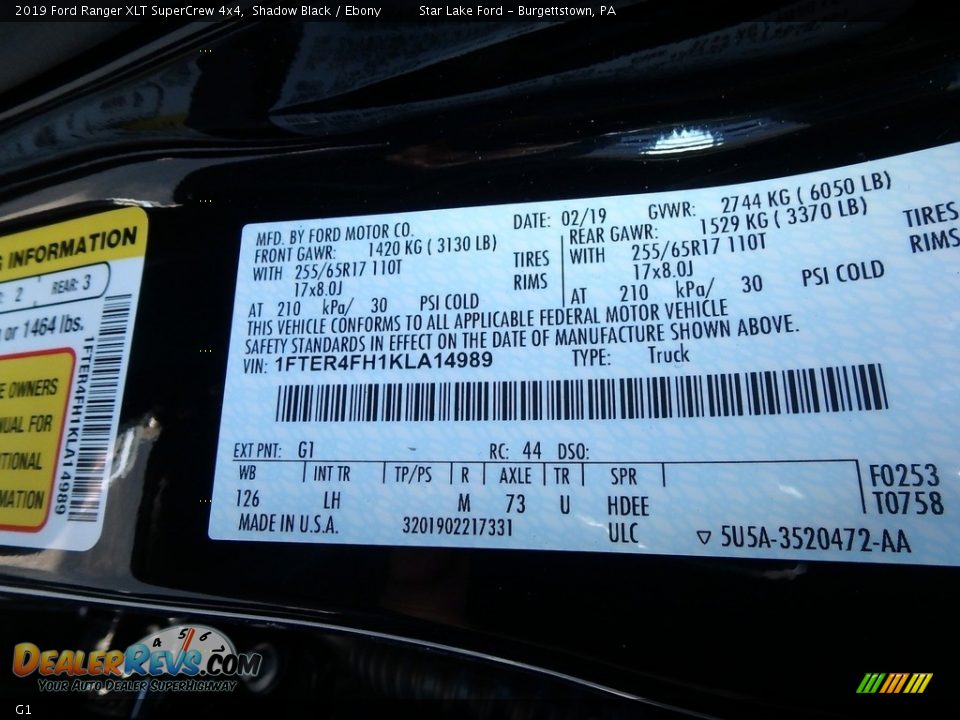 2019 Ford Ranger XLT SuperCrew 4x4, Shadow Black / Ebony Star Lake Ford - Burgettstown, PA
INFORMATION
2 REAR: 3
or 1464 lbs.
OWNERS
FOR
1FTER4FH1KLA14989
MFD. BY FORD MOTOR CO. DATE: 02/19 GVWR: 2744 KG ( 6050 LB)
FRONT GAWR: 1420 KG ( 3130 LB) REAR GAWR: 1529 KG ( 3370 LB)
WITH 255/65R17 110T TIRES WITH 255/65R17 110T TIRES
17x8.0J RIMS 17x8.0J RIMS
AT 210 kPa/ 30 PSI COLD AT 210 kPa/ 30 PSI COLD
THIS VEHICLE CONFORMS TO ALL APPLICABLE FEDERAL MOTOR VEHICLE
SAFETY STANDARDS IN EFFECT ON THE DATE OF MANUFACTURE SHOWN ABOVE.
VIN: 1FTER4FH1KLA14989 TYPE: Truck
EXT PNT: G1 RC: 44 DSO:
WB INT TR TP/PS R AXLE TR SPR F0253
126 LH M 73 U HDEE T0758
MADE IN U.S.A. 3201902217331 ULC 5U5A-3520472-AA
4 5 6
DEALERREVS.COM
Your Auto Dealer SuperHighway
G1